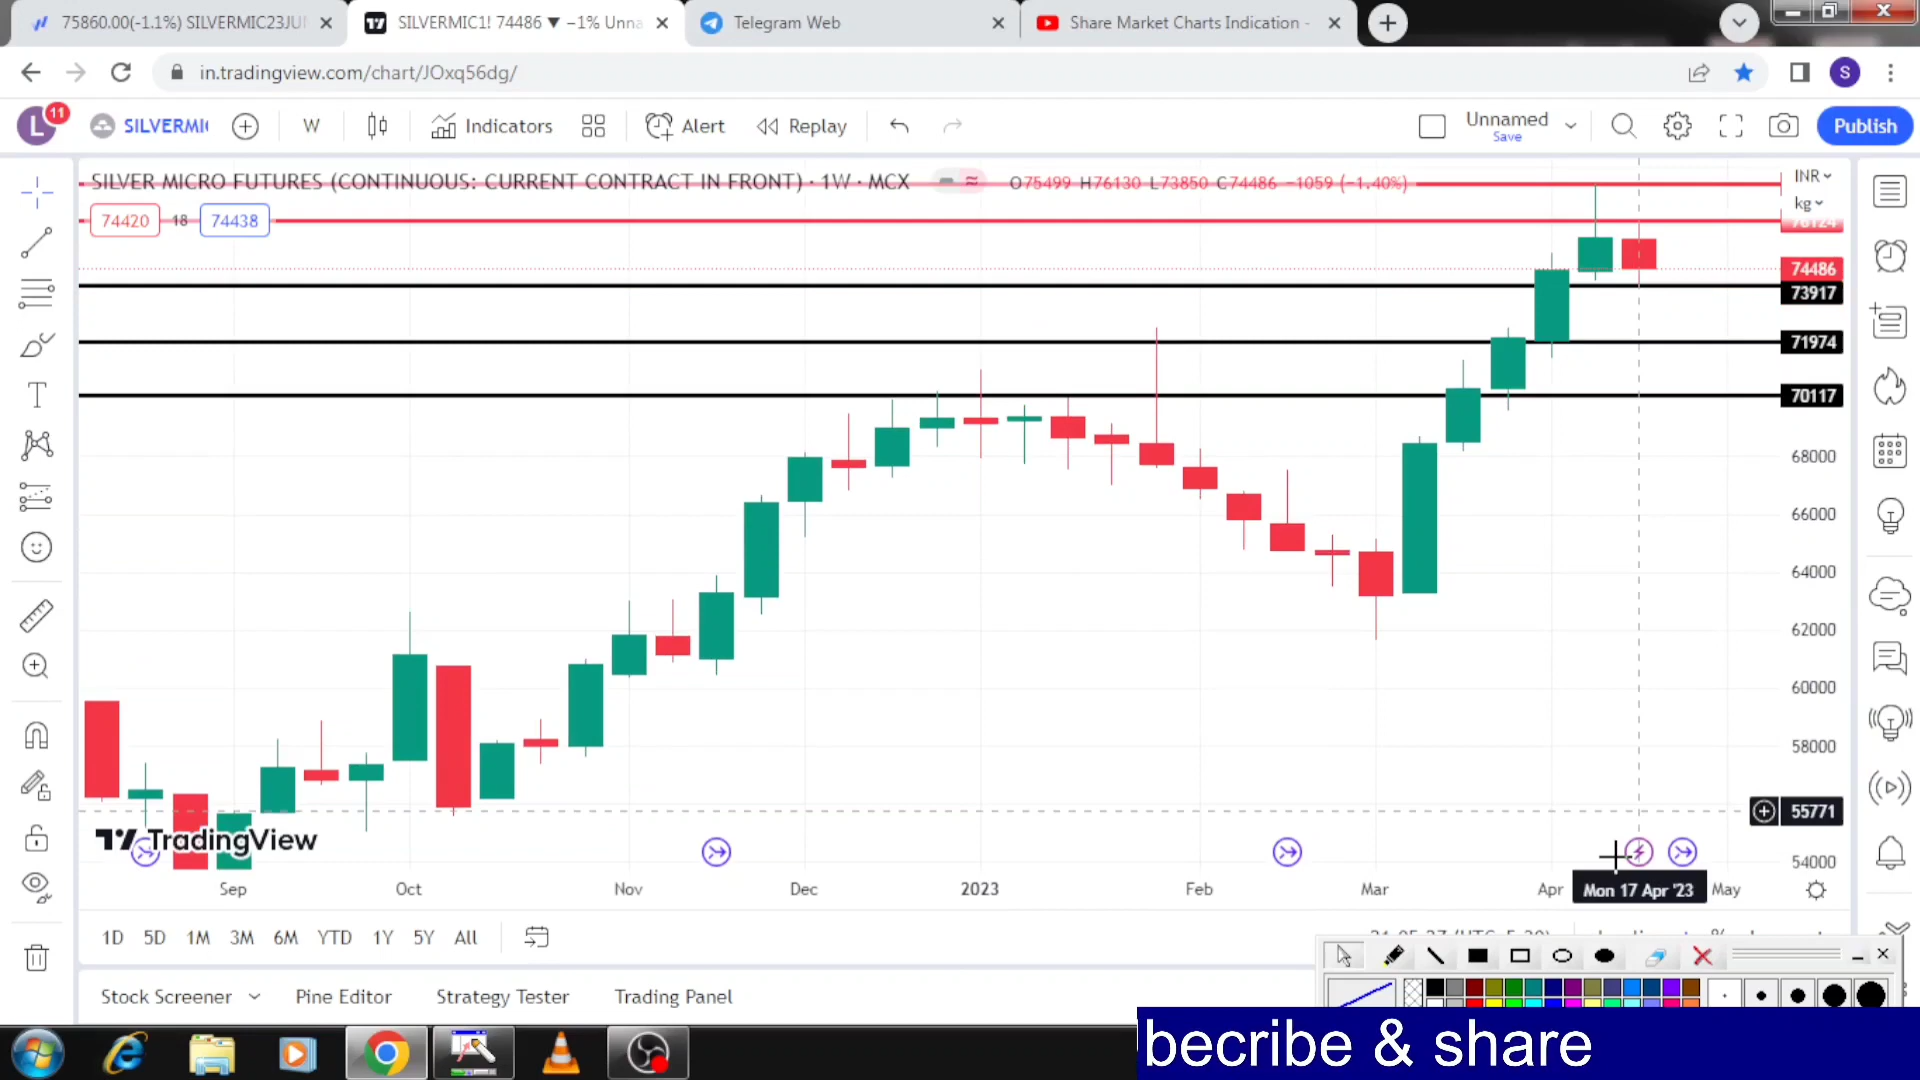 75860.00(-1.1%) SILVERMIC23JU
SILVERMIC1! 74486 ▼ −1% Unna
Telegram Web
Share Market Charts Indication -
in.tradingview.com/chart/JOxq56dg/
S
L
11
SILVERMI
W
Indicators
Alert
Replay
Unnamed
Save
Publish
SILVER MICRO FUTURES (CONTINUOUS: CURRENT CONTRACT IN FRONT) · 1W · MCX
O75499 H76130 L73850 C74486 −1059 (−1.40%)
INR
kg
74420 18 74438
76124
74486
73917
71974
70117
68000
66000
64000
62000
60000
58000
55771
54000
TradingView
Sep Oct Nov Dec 2023 Feb Mar Apr Mon 17 Apr '23 May
1D 5D 1M 3M 6M YTD 1Y 5Y All
Stock Screener Pine Editor Strategy Tester Trading Panel
becribe & share